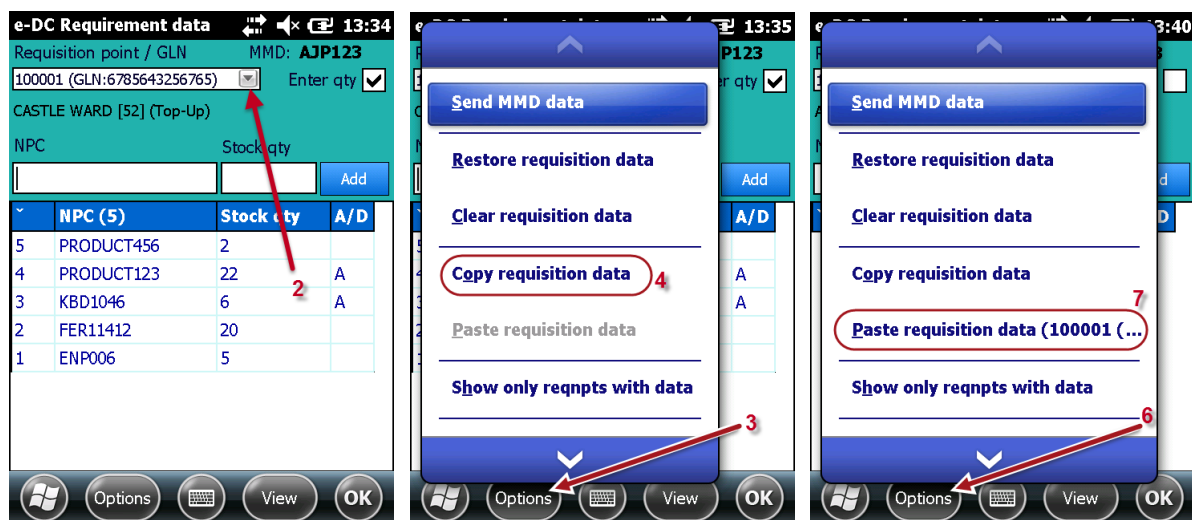 e-DC Requirement data 13:34
Requisition point / GLN MMD: AJP123
100001 (GLN:6785643256765) Enter qty
CASTLE WARD [52] (Top-Up)
NPC Stock qty
Add
NPC (5) Stock qty A/D
5 PRODUCT456 2
4 PRODUCT123 22 A
3 KBD1046 6 A
2 FER11412 20
1 ENP006 5
2
Options View OK
13:35
P123
er qty
Send MMD data
Restore requisition data
Add
Clear requisition data
A/D
Copy requisition data
4
A
Paste requisition data
A
Show only reqnpts with data
3
Options View OK
3:40
Send MMD data
Restore requisition data
d
Clear requisition data
D
Copy requisition data
7
Paste requisition data (100001 (...
Show only reqnpts with data
6
Options View OK